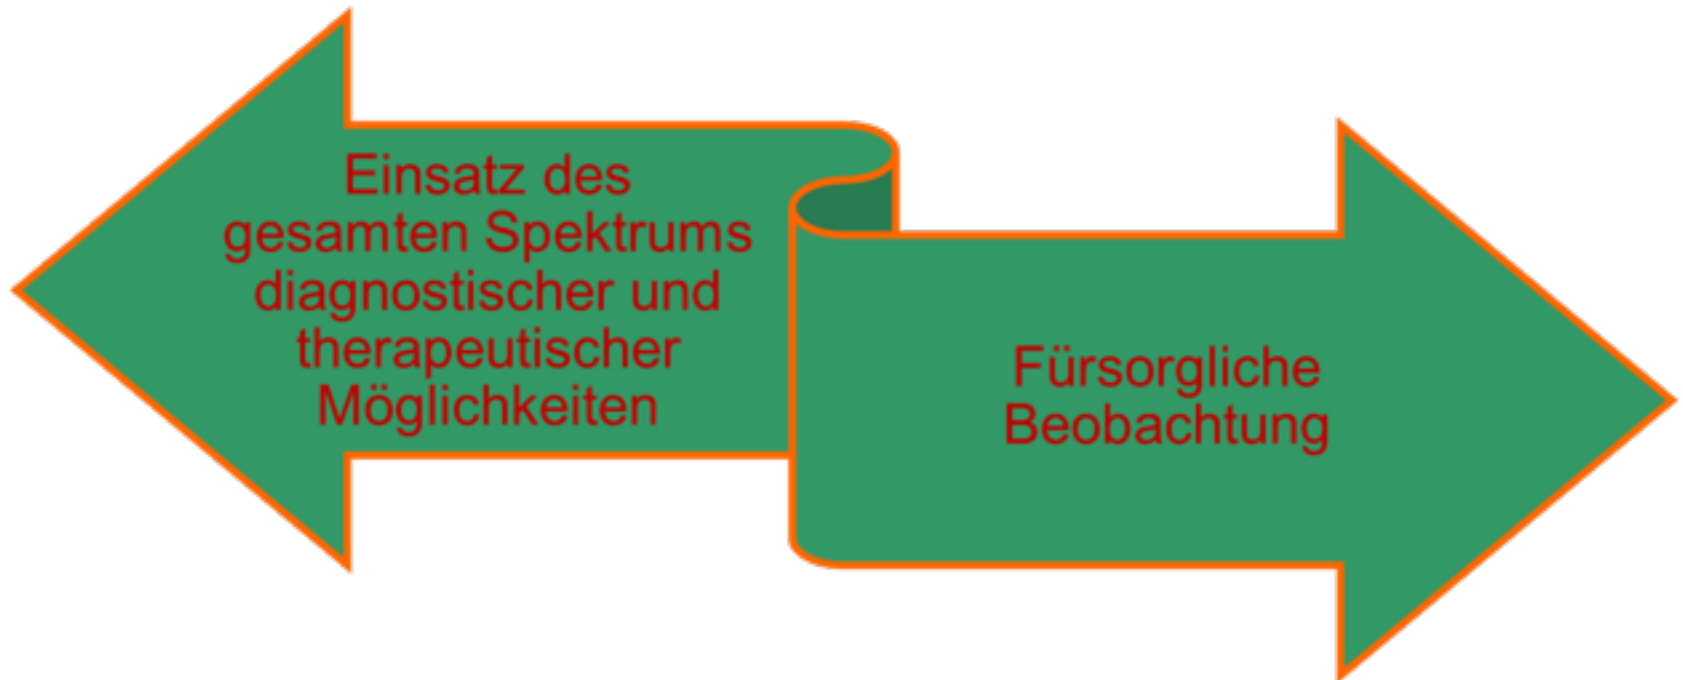 Einsatz des
gesamten Spektrums
diagnostischer und
therapeutischer
Möglichkeiten
Fürsorgliche
Beobachtung